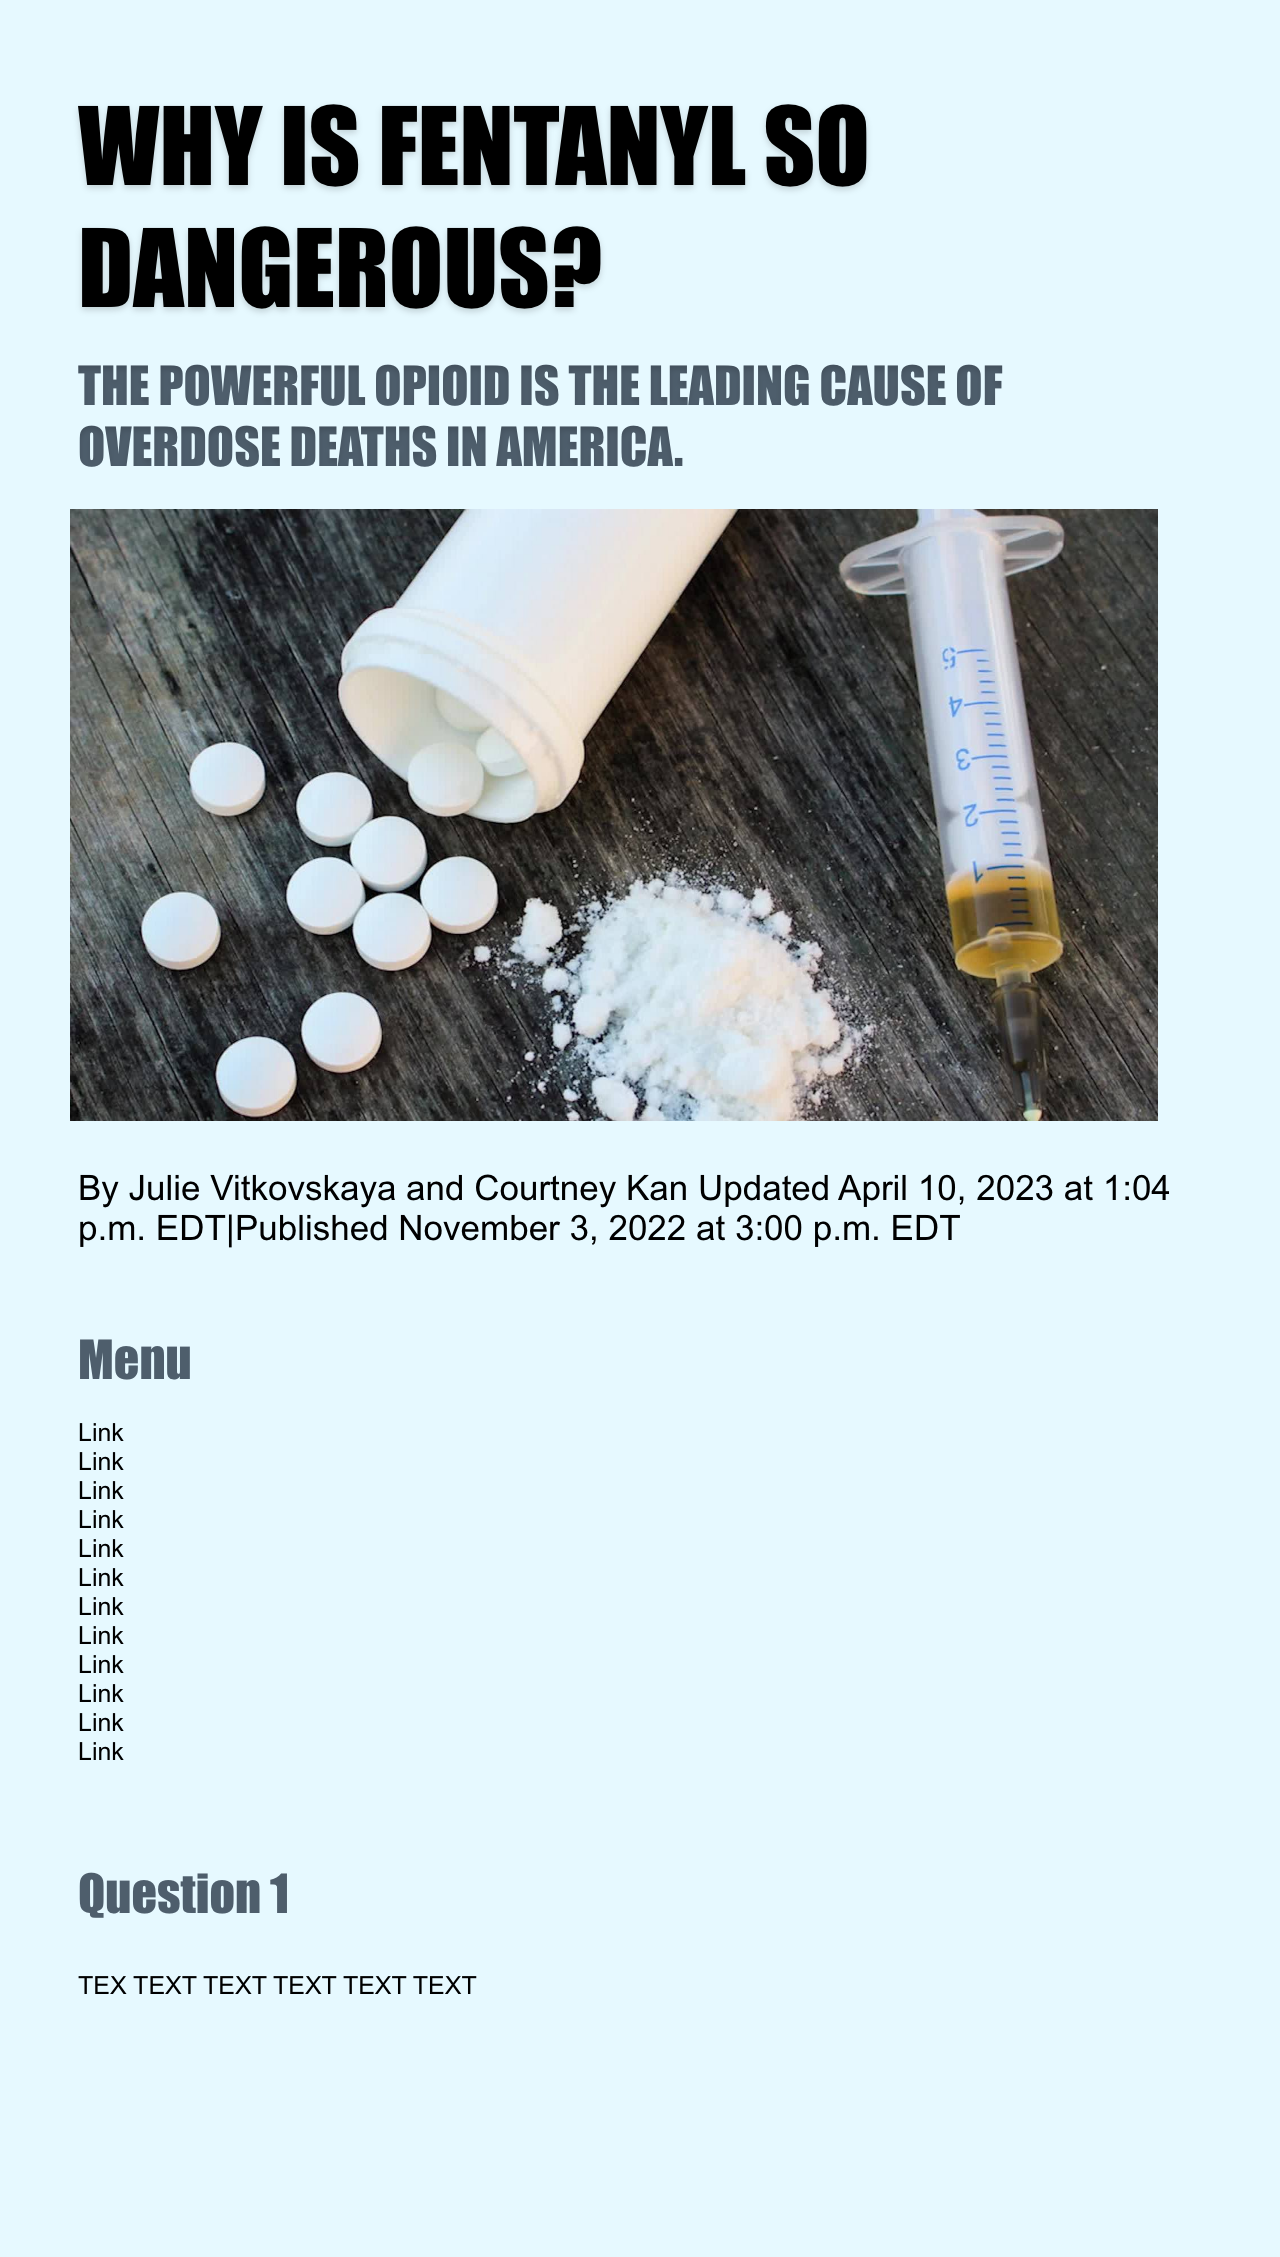 WHY IS FENTANYL SO
DANGEROUS?
THE POWERFUL OPIOID IS THE LEADING CAUSE OF
OVERDOSE DEATHS IN AMERICA.
5
4
3
2
1
By Julie Vitkovskaya and Courtney Kan Updated April 10, 2023 at 1:04
p.m. EDT|Published November 3, 2022 at 3:00 p.m. EDT
Menu
Link
Link
Link
Link
Link
Link
Link
Link
Link
Link
Link
Link
Question 1
TEX TEXT TEXT TEXT TEXT TEXT